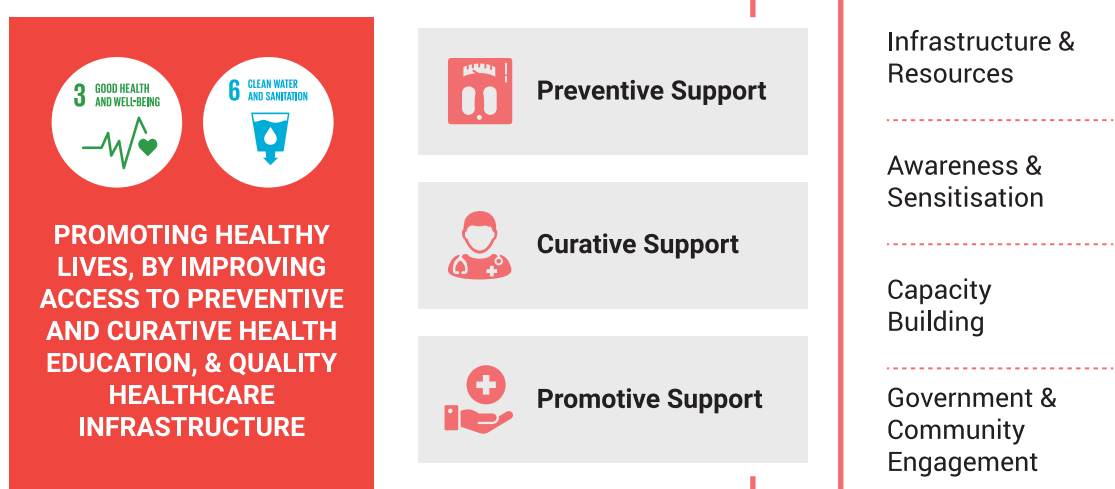 3 GOOD HEALTH
AND WELL-BEING
6 CLEAN WATER
AND SANITATION
PROMOTING HEALTHY
LIVES, BY IMPROVING
ACCESS TO PREVENTIVE
AND CURATIVE HEALTH
EDUCATION, & QUALITY
HEALTHCARE
INFRASTRUCTURE
Preventive Support
Curative Support
Promotive Support
Infrastructure &
Resources
Awareness &
Sensitisation
Capacity
Building
Government &
Community
Engagement